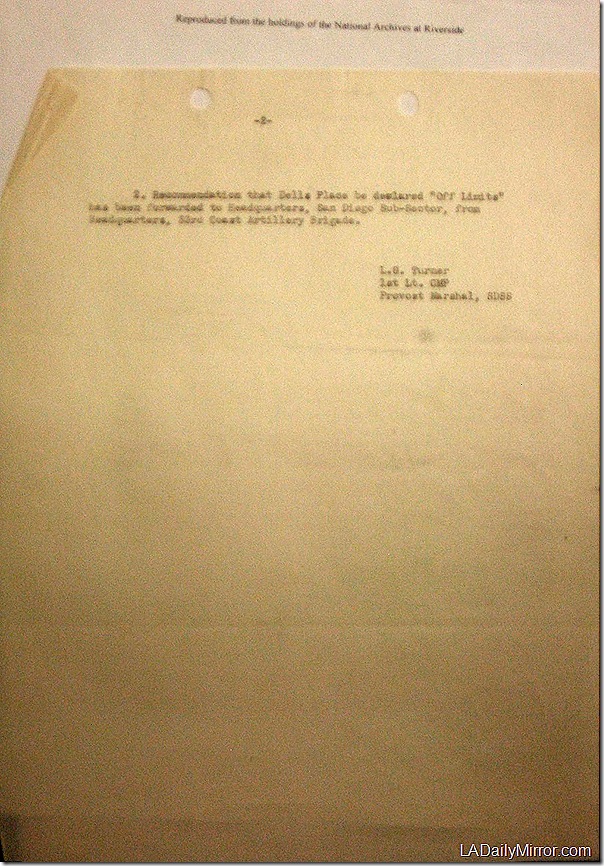 Reproduced from the holdings of the National Archives at Riverside
-2-
2. Recommendation that Dells Place be declared "Off Limits"
has been forwarded to Headquarters, San Diego Sub-Sector, from
Headquarters, 53rd Coast Artillery Brigade.
L.G. Turner
1st Lt. CMP
Provost Marshal, SDSS
LADailyMirror.com